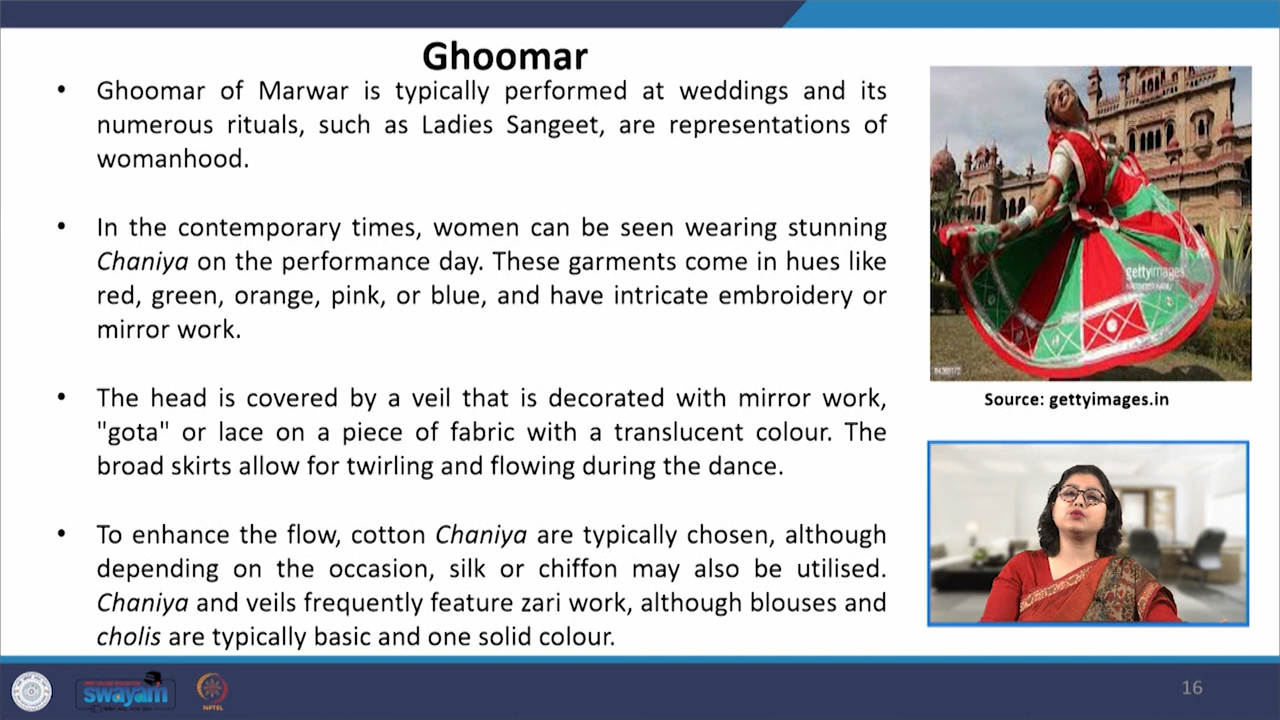 Ghoomar
• Ghoomar of Marwar is typically performed at weddings and its
numerous rituals, such as Ladies Sangeet, are representations of
womanhood.
• In the contemporary times, women can be seen wearing stunning
Chaniya on the performance day. These garments come in hues like
red, green, orange, pink, or blue, and have intricate embroidery or
mirror work.
• The head is covered by a veil that is decorated with mirror work,
"gota" or lace on a piece of fabric with a translucent colour. The
broad skirts allow for twirling and flowing during the dance.
• To enhance the flow, cotton Chaniya are typically chosen, although
depending on the occasion, silk or chiffon may also be utilised.
Chaniya and veils frequently feature zari work, although blouses and
cholis are typically basic and one solid colour.
gettyimages
Source: gettyimages.in
swayam
NPTEL
16